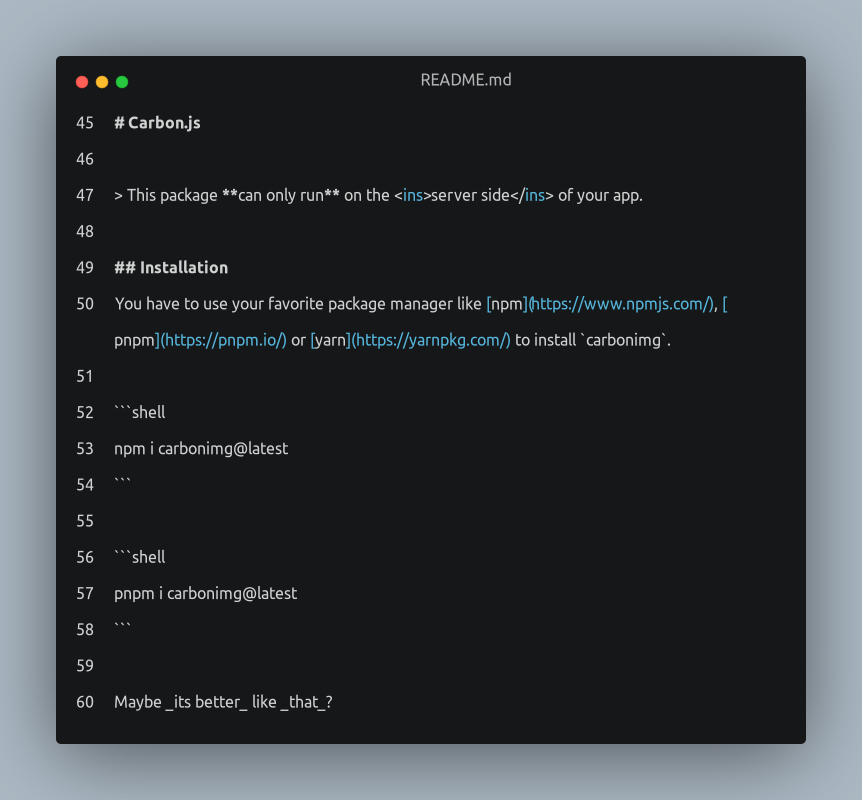 README.md
45 # Carbon.js
46
47 > This package **can only run** on the <ins>server side</ins> of your app.
48
49 ## Installation
50 You have to use your favorite package manager like [npm](https://www.npmjs.com/), [
pnpm](https://pnpm.io/) or [yarn](https://yarnpkg.com/) to install `carbonimg`.
51
52 ```shell
53 npm i carbonimg@latest
54 ```
55
56 ```shell
57 pnpm i carbonimg@latest
58 ```
59
60 Maybe _its better_ like _that_?